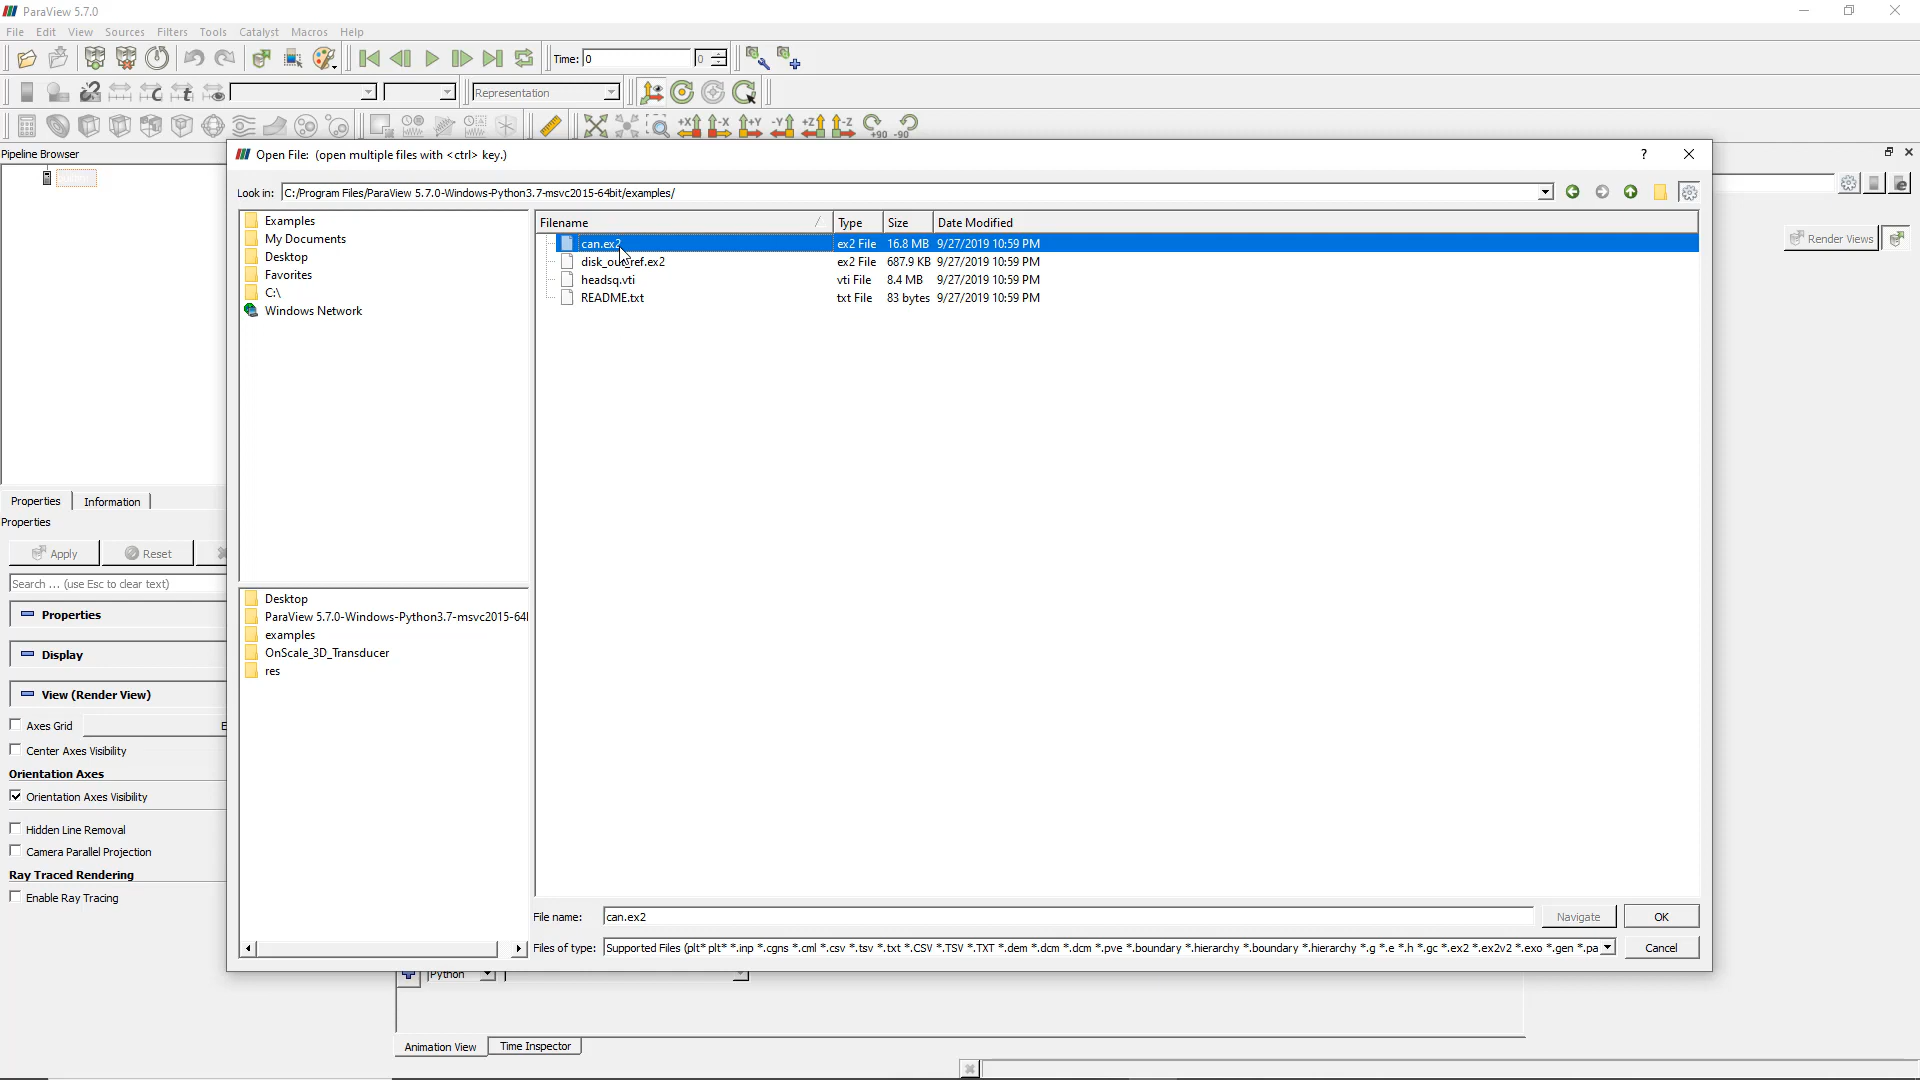 ParaView 5.7.0
File Edit View Sources Filters Tools Catalyst Macros Help
Time: 0 0
Representation
+X -X +Y -Y +Z -Z +90 -90
Pipeline Browser
Open File: (open multiple files with <ctrl> key.)
Look in: C:/Program Files/ParaView 5.7.0-Windows-Python3.7-msvc2015-64bit/examples/
Examples
My Documents
Desktop
Favorites
C:\
Windows Network
Filename Type Size Date Modified
can.ex2 ex2 File 16.8 MB 9/27/2019 10:59 PM
disk_out_ref.ex2 ex2 File 687.9 KB 9/27/2019 10:59 PM
headsq.vti vti File 8.4 MB 9/27/2019 10:59 PM
README.txt txt File 83 bytes 9/27/2019 10:59 PM
Render Views
Properties Information
Properties
Apply Reset
Search ... (use Esc to clear text)
Properties
Display
View (Render View)
Axes Grid E
Center Axes Visibility
Orientation Axes
Orientation Axes Visibility
Hidden Line Removal
Camera Parallel Projection
Ray Traced Rendering
Enable Ray Tracing
Desktop
ParaView 5.7.0-Windows-Python3.7-msvc2015-64
examples
OnScale_3D_Transducer
res
File name: can.ex2 Navigate OK
Files of type: Supported Files (plt* plt* *.inp *.cgns *.cml *.csv *.tsv *.txt *.CSV *.TSV *.TXT *.dem *.dcm *.dcm *.pve *.boundary *.hierarchy *.boundary *.hierarchy *.g *.e *.h *.gc *.ex2 *.ex2v2 *.exo *.gen *.pa Cancel
Python
Animation View Time Inspector